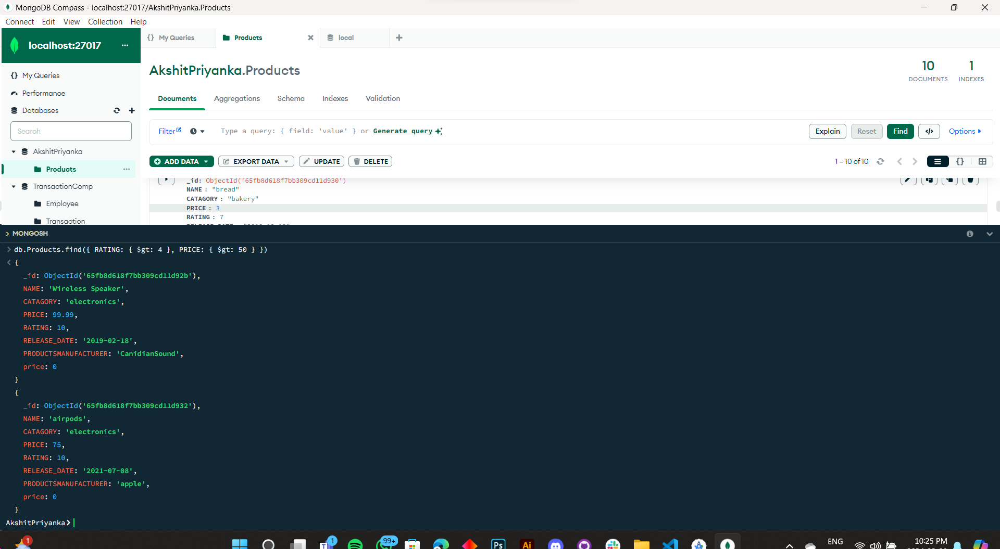 MongoDB Compass - localhost:27017/AkshitPriyanka.Products
Connect Edit View Collection Help
localhost:27017 ...
My Queries
Products
local
{} My Queries
Performance
Databases
Search
AkshitPriyanka
Products ...
TransactionComp
Employee
Transaction
AkshitPriyanka.Products
10 DOCUMENTS
1 INDEXES
Documents Aggregations Schema Indexes Validation
Filter Type a query: { field: 'value' } or Generate query
Explain Reset Find </> Options
ADD DATA EXPORT DATA UPDATE DELETE
1 – 10 of 10
_id: ObjectId('65fb8d618f7bb309cd11d930')
NAME : "bread"
CATAGORY : "bakery"
PRICE : 3
RATING : 7
>_MONGOSH
> db.Products.find({ RATING: { $gt: 4 }, PRICE: { $gt: 50 } })
< {
_id: ObjectId('65fb8d618f7bb309cd11d92b'),
NAME: 'Wireless Speaker',
CATAGORY: 'electronics',
PRICE: 99.99,
RATING: 10,
RELEASE_DATE: '2019-02-18',
PRODUCTSMANUFACTURER: 'CanidianSound',
price: 0
}
{
_id: ObjectId('65fb8d618f7bb309cd11d932'),
NAME: 'airpods',
CATAGORY: 'electronics',
PRICE: 75,
RATING: 10,
RELEASE_DATE: '2021-07-08',
PRODUCTSMANUFACTURER: 'apple',
price: 0
}
AkshitPriyanka>
1
1
99+
Ps
Ai
ENG
10:25 PM